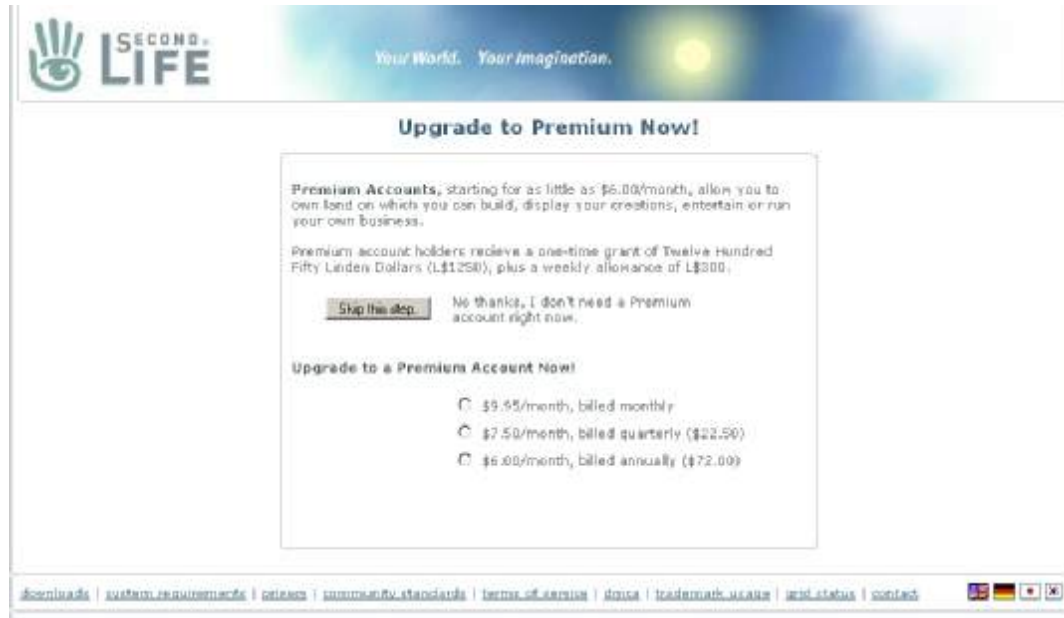 SECOND
LIFE
Your World. Your Imagination.
Upgrade to Premium Now!
Premium Accounts, starting for as little as $6.00/month, allow you to
own land on which you can build, display your creations, entertain or run
your own business.
Premium account holders recieve a one-time grant of Twelve Hundred
Fifty Linden Dollars (L$1250), plus a weekly allowance of L$300.
Skip this step.
No thanks, I don't need a Premium
account right now.
Upgrade to a Premium Account Now!
$9.95/month, billed monthly
$7.50/month, billed quarterly ($22.50)
$6.00/month, billed annually ($72.00)
downloads | system requirements | | community standards | terms of service | dmca | trademark usage | grid status | contact